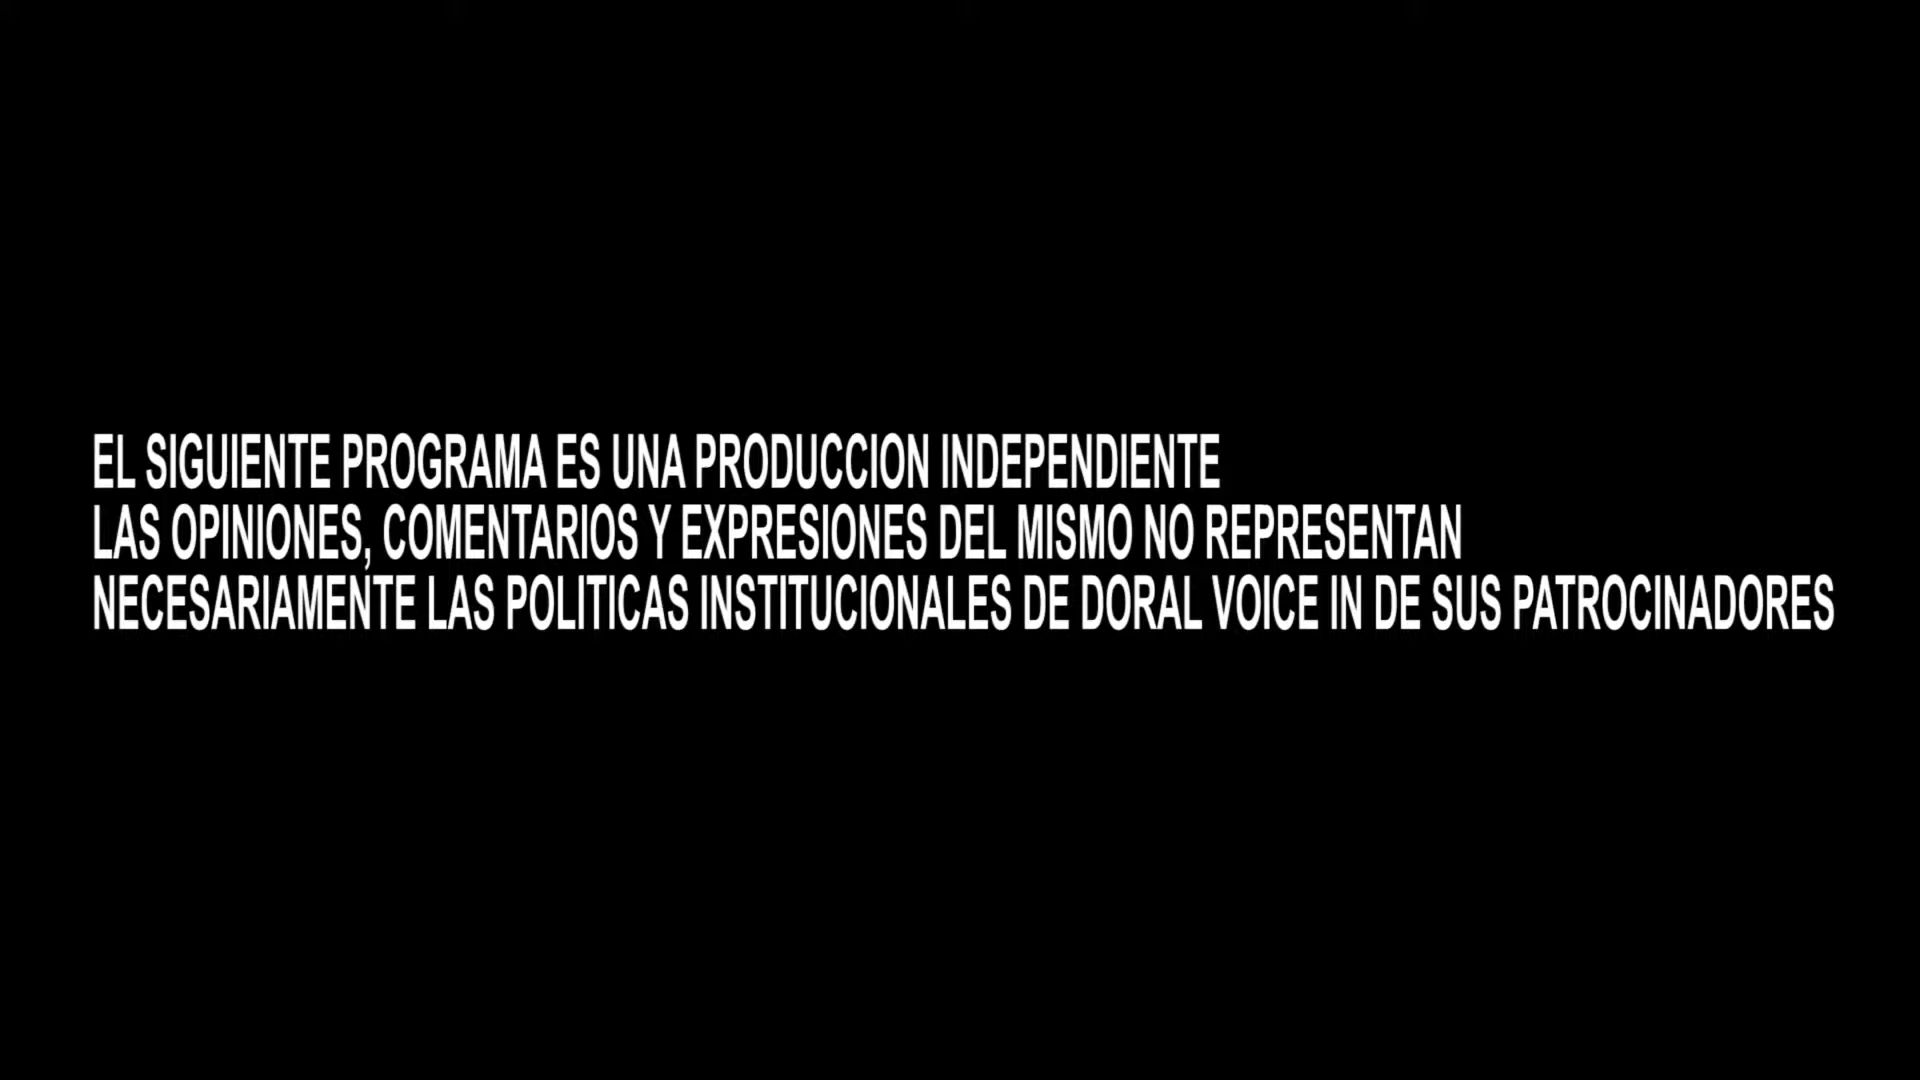 EL SIGUIENTE PROGRAMA ES UNA PRODUCCION INDEPENDIENTE
LAS OPINIONES, COMENTARIOS Y EXPRESIONES DEL MISMO NO REPRESENTAN
NECESARIAMENTE LAS POLITICAS INSTITUCIONALES DE DORAL VOICE IN DE SUS PATROCINADORES